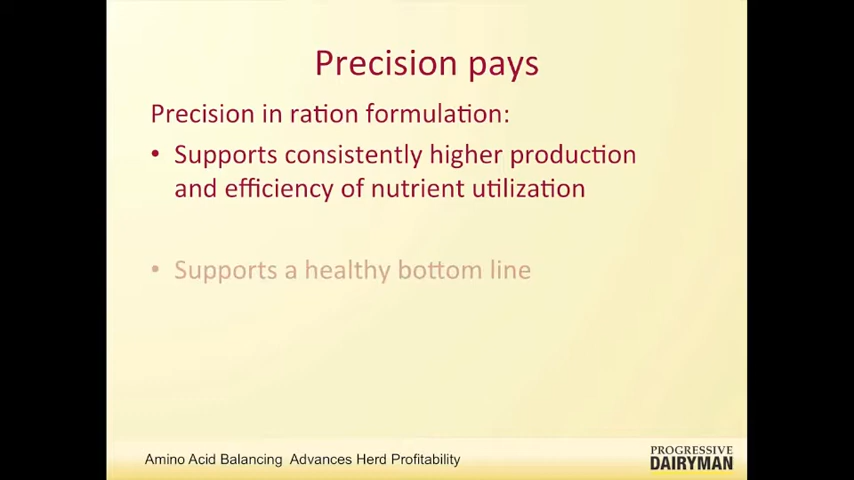 Precision pays
Precision in ration formulation:
• Supports consistently higher production
and efficiency of nutrient utilization
• Supports a healthy bottom line
Amino Acid Balancing  Advances Herd Profitability
PROGRESSIVE
DAIRYMAN